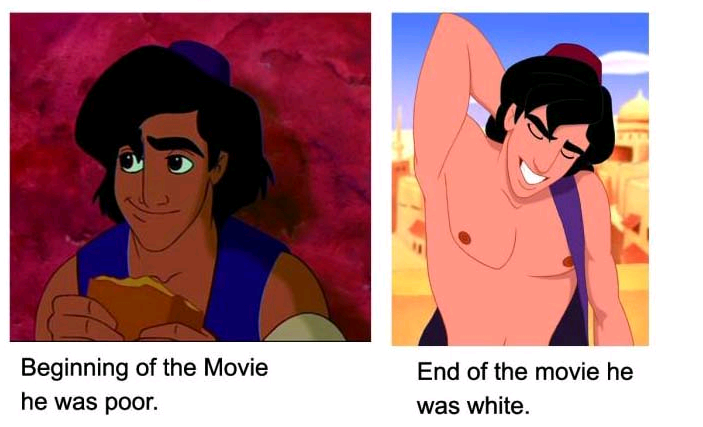 Beginning of the Movie
he was poor.
End of the movie he
was white.